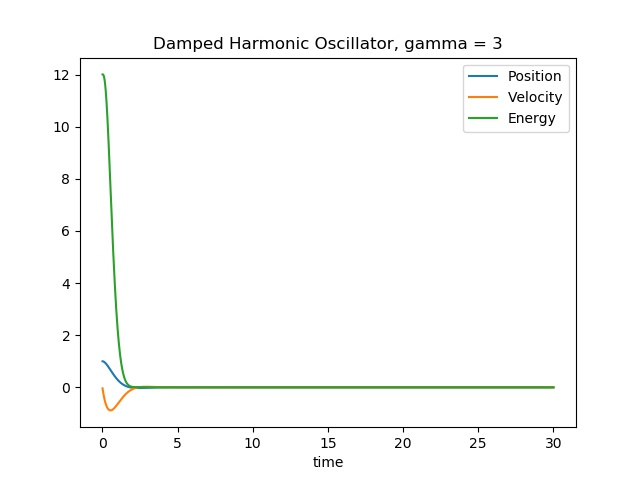 Damped Harmonic Oscillator, gamma = 3
Position
Velocity
Energy
12
10
8
6
4
2
0
0 5 10 15 20 25 30
time